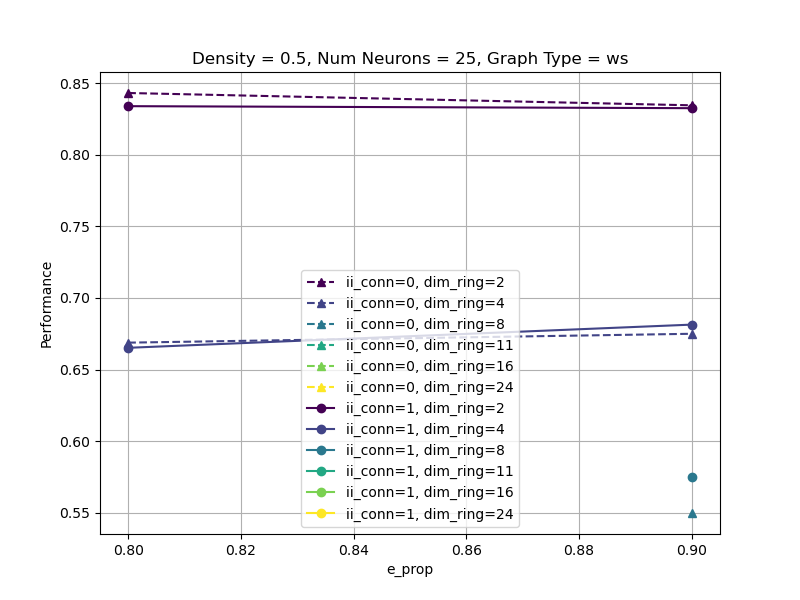 Density = 0.5, Num Neurons = 25, Graph Type = ws
0.85
0.80
0.75
0.70
0.65
0.60
0.55
Performance
ii_conn=0, dim_ring=2
ii_conn=0, dim_ring=4
ii_conn=0, dim_ring=8
ii_conn=0, dim_ring=11
ii_conn=0, dim_ring=16
ii_conn=0, dim_ring=24
ii_conn=1, dim_ring=2
ii_conn=1, dim_ring=4
ii_conn=1, dim_ring=8
ii_conn=1, dim_ring=11
ii_conn=1, dim_ring=16
ii_conn=1, dim_ring=24
0.80 0.82 0.84 0.86 0.88 0.90
e_prop